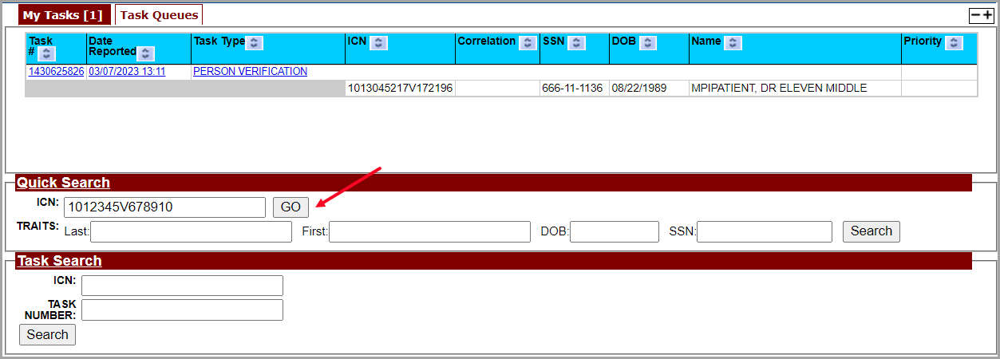 My Tasks [1] Task Queues
Task # Date Reported Task Type ICN Correlation SSN DOB Name Priority
1430625826 03/07/2023 13:11 PERSON VERIFICATION
1013045217V172196 666-11-1136 08/22/1989 MPIPATIENT, DR ELEVEN MIDDLE
Quick Search
ICN: 1012345V678910 GO
TRAITS: Last: First: DOB: SSN: Search
Task Search
ICN:
TASK
NUMBER:
Search